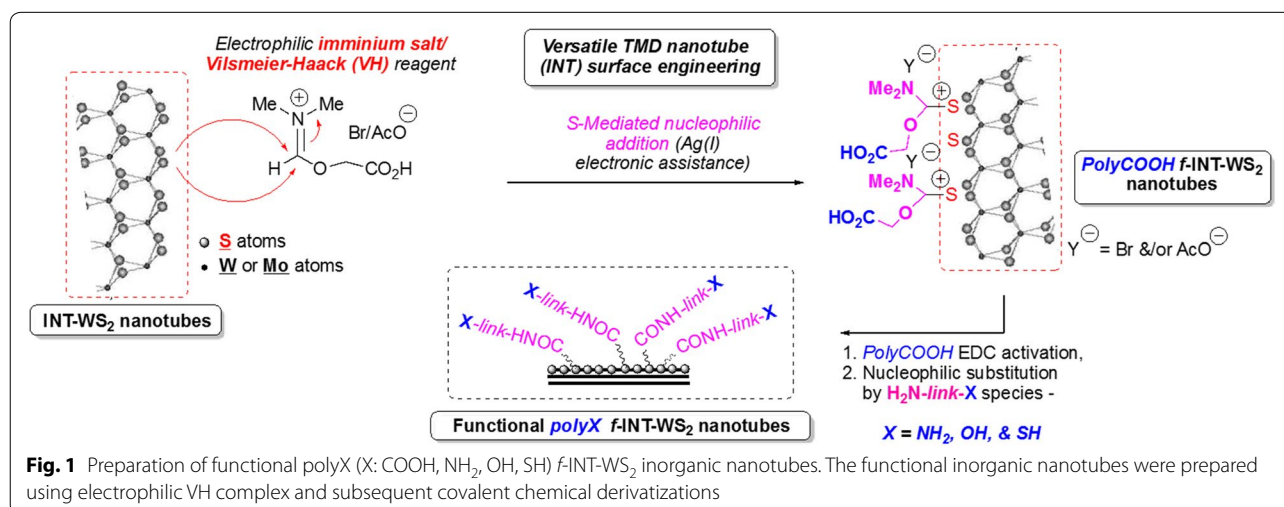 Electrophilic imminium salt/
Vilsmeier-Haack (VH)
reagent
Me
Me
⊕
N
Br/AcO⊖
H
O
CO₂H
S atoms
W or Mo atoms
INT-WS₂ nanotubes
Versatile TMD nanotube
(INT) surface engineering
S-Mediated nucleophilic
addition (Ag(I)
electronic assistance)
Y⊖
Me₂N
⊕
S
O
S
HO₂C
Y⊖
Me₂N
⊕
S
O
HO₂C
PolyCOOH f-INT-WS₂
nanotubes
Y⊖ = Br &/or AcO⊖
1. PolyCOOH EDC activation,
2. Nucleophilic substitution
by H₂N-link-X species -
X = NH₂, OH, & SH
X-link-HNOC
X-link-HNOC
CONH-link-X
CONH-link-X
Functional polyX f-INT-WS₂ nanotubes
Fig. 1 Preparation of functional polyX (X: COOH, NH₂, OH, SH) f-INT-WS₂ inorganic nanotubes. The functional inorganic nanotubes were prepared
using electrophilic VH complex and subsequent covalent chemical derivatizations